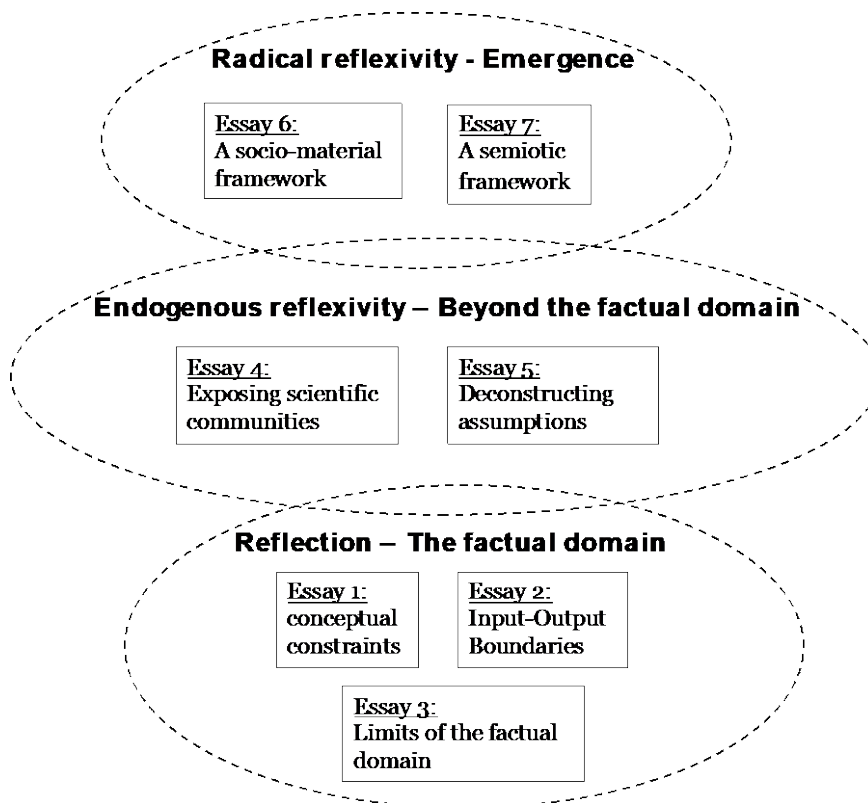 Radical reflexivity - Emergence
Essay 6:
A socio-material
framework
Essay 7:
A semiotic
framework
Endogenous reflexivity – Beyond the factual domain
Essay 4:
Exposing scientific
communities
Essay 5:
Deconstructing
assumptions
Reflection – The factual domain
Essay 1:
conceptual
constraints
Essay 2:
Input-Output
Boundaries
Essay 3:
Limits of the factual
domain